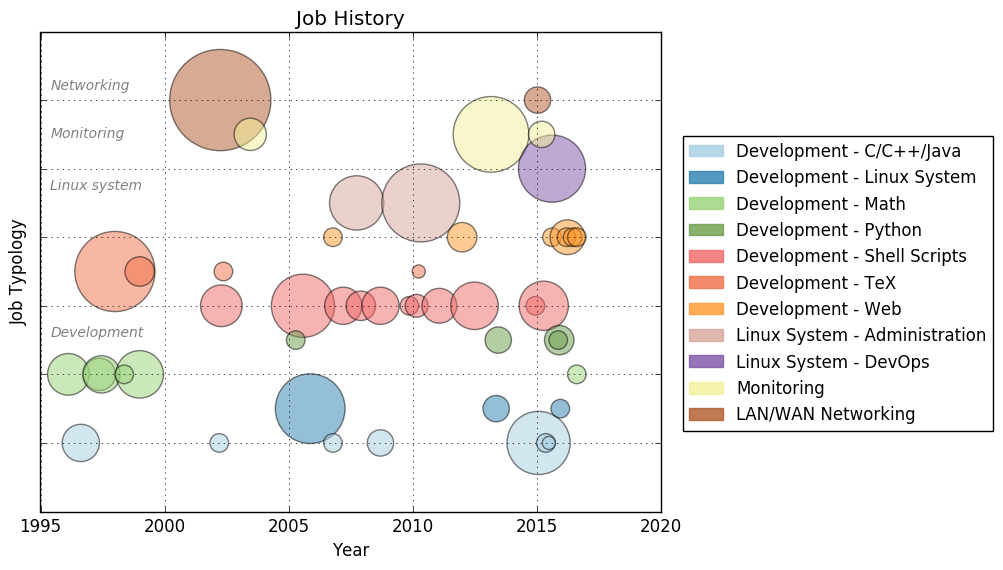 Job History
Networking
Monitoring
Linux system
Development
Job Typology
1995 2000 2005 2010 2015 2020
Year
Development - C/C++/Java
Development - Linux System
Development - Math
Development - Python
Development - Shell Scripts
Development - TeX
Development - Web
Linux System - Administration
Linux System - DevOps
Monitoring
LAN/WAN Networking